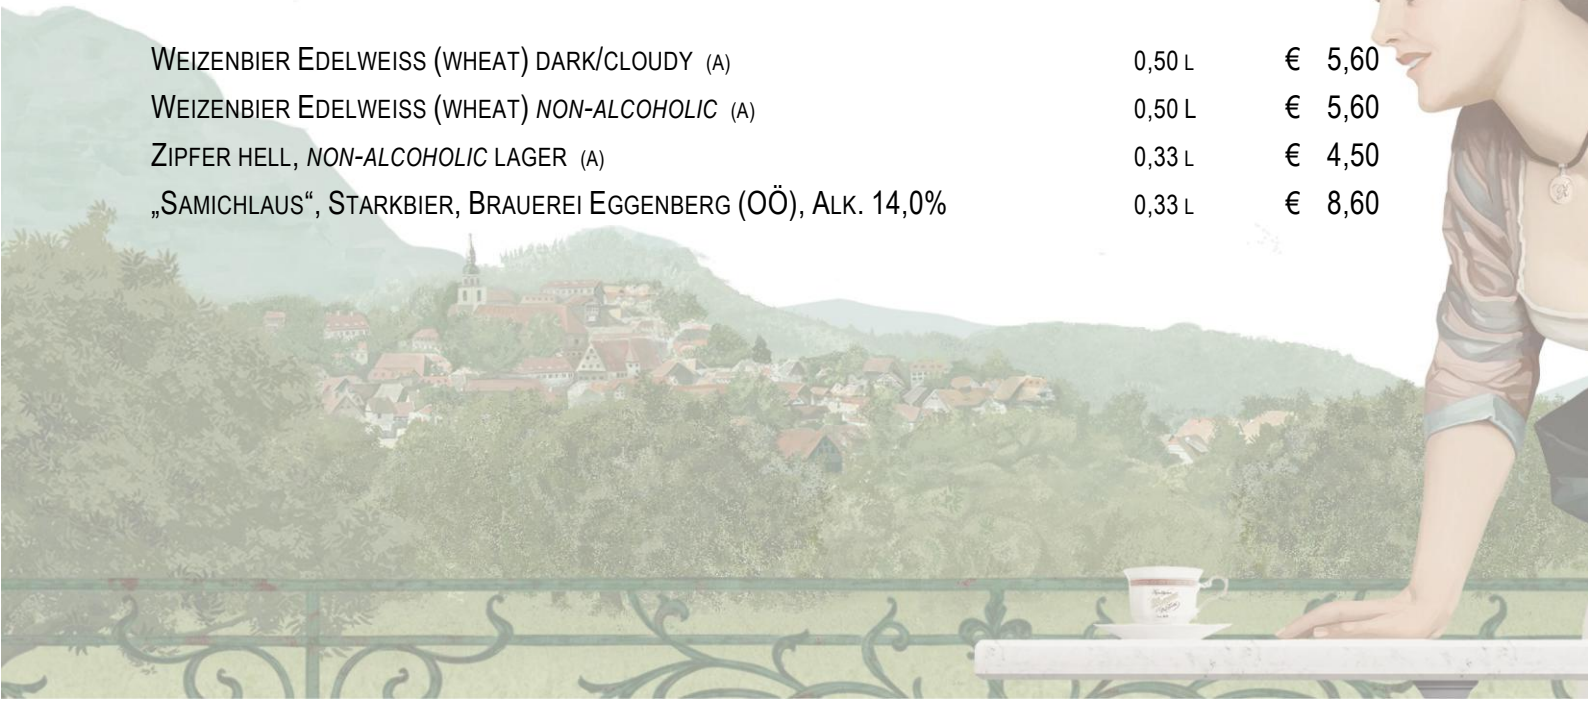 WEIZENBIER EDELWEISS (WHEAT) DARK/CLOUDY (A) 0,50 L € 5,60
WEIZENBIER EDELWEISS (WHEAT) NON-ALCOHOLIC (A) 0,50 L € 5,60
ZIPFER HELL, NON-ALCOHOLIC LAGER (A) 0,33 L € 4,50
„SAMICHLAUS“, STARKBIER, BRAUEREI EGGENBERG (OÖ), ALK. 14,0% 0,33 L € 8,60